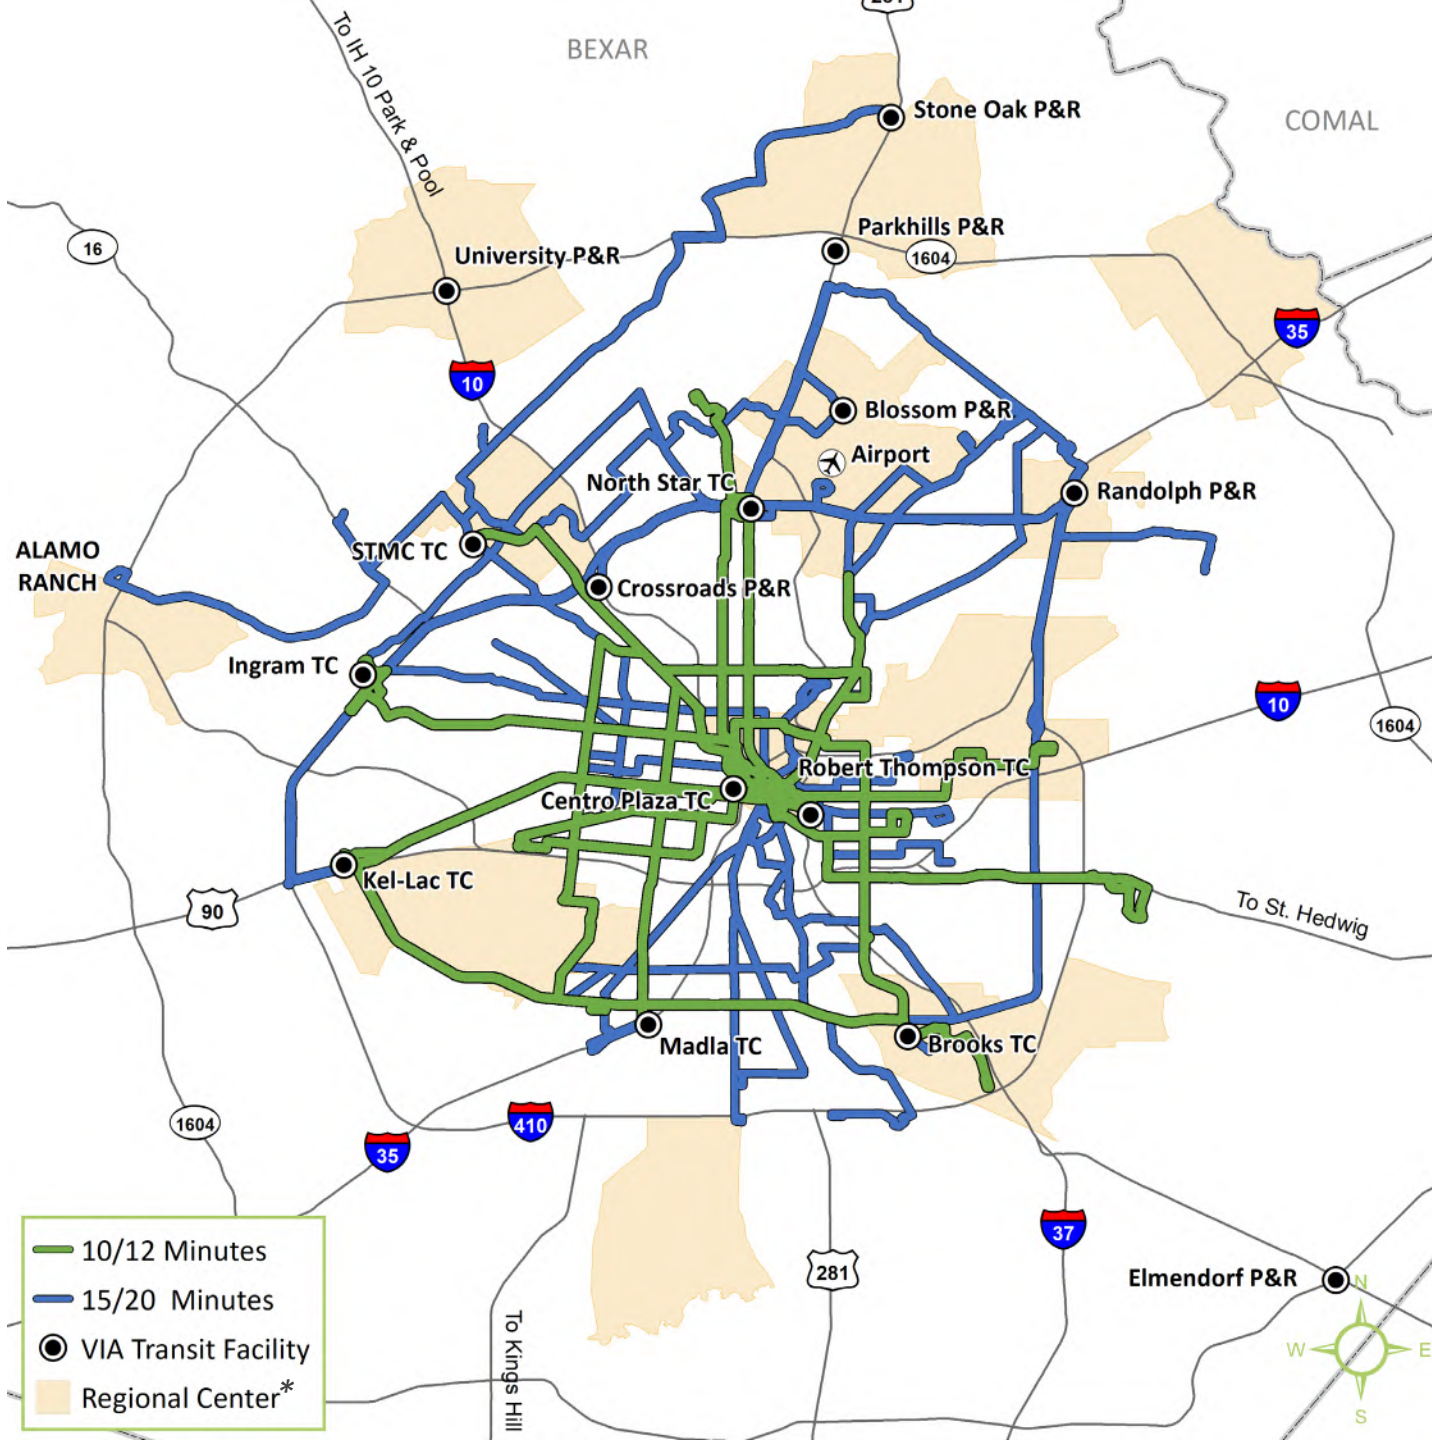 281
BEXAR
To IH 10 Park & Pool
Stone Oak P&R
COMAL
Parkhills P&R
16
University P&R
1604
35
10
Blossom P&R
Airport
North Star TC
Randolph P&R
ALAMO
RANCH
STMC TC
Crossroads P&R
Ingram TC
10
1604
Robert Thompson TC
Centro Plaza TC
Kel-Lac TC
90
To St. Hedwig
Madla TC
Brooks TC
1604
410
35
37
10/12 Minutes
281
Elmendorf P&R
N
15/20 Minutes
To Kings Hill
VIA Transit Facility
W
E
Regional Center*
S